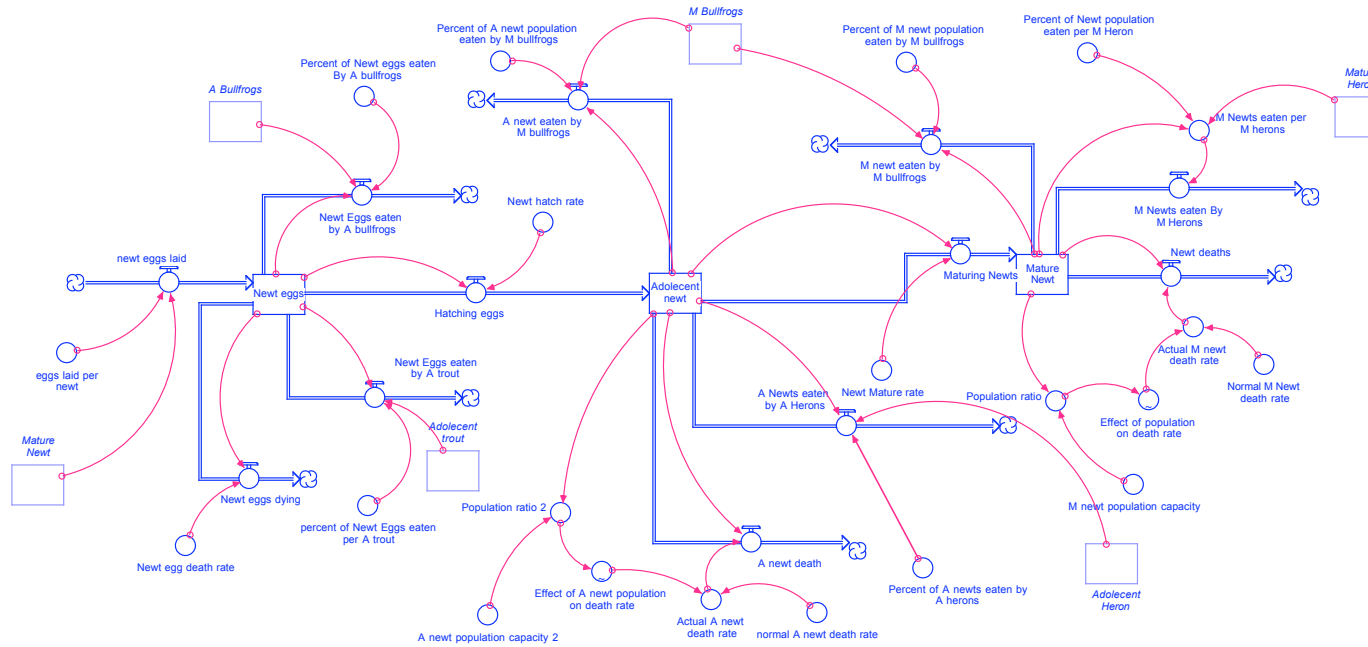 M Bullfrogs
Percent of A newt population
eaten by M bullfrogs
Percent of M newt population
eaten by M bullfrogs
Percent of Newt population
eaten per M Heron
Percent of Newt eggs eaten
By A bullfrogs
A Bullfrogs
Matu
Hero
A newt eaten by
M bullfrogs
M newt eaten by
M bullfrogs
M Newts eaten per
M herons
Newt Eggs eaten
by A bullfrogs
Newt hatch rate
M Newts eaten By
M Herons
newt eggs laid
Newt eggs
Hatching eggs
Adolecent
newt
Maturing Newts
Mature
Newt
Newt deaths
eggs laid per
newt
Newt Eggs eaten
by A trout
Newt Mature rate
A Newts eaten
by A Herons
Population ratio
Actual M newt
death rate
Normal M Newt
death rate
Effect of population
on death rate
Mature
Newt
Adolecent
trout
Newt eggs dying
percent of Newt Eggs eaten
per A trout
Population ratio 2
M newt population capacity
Newt egg death rate
A newt death
Effect of A newt population
on death rate
Percent of A newts eaten by
A herons
Adolecent
Heron
A newt population capacity 2
Actual A newt
death rate
normal A newt death rate